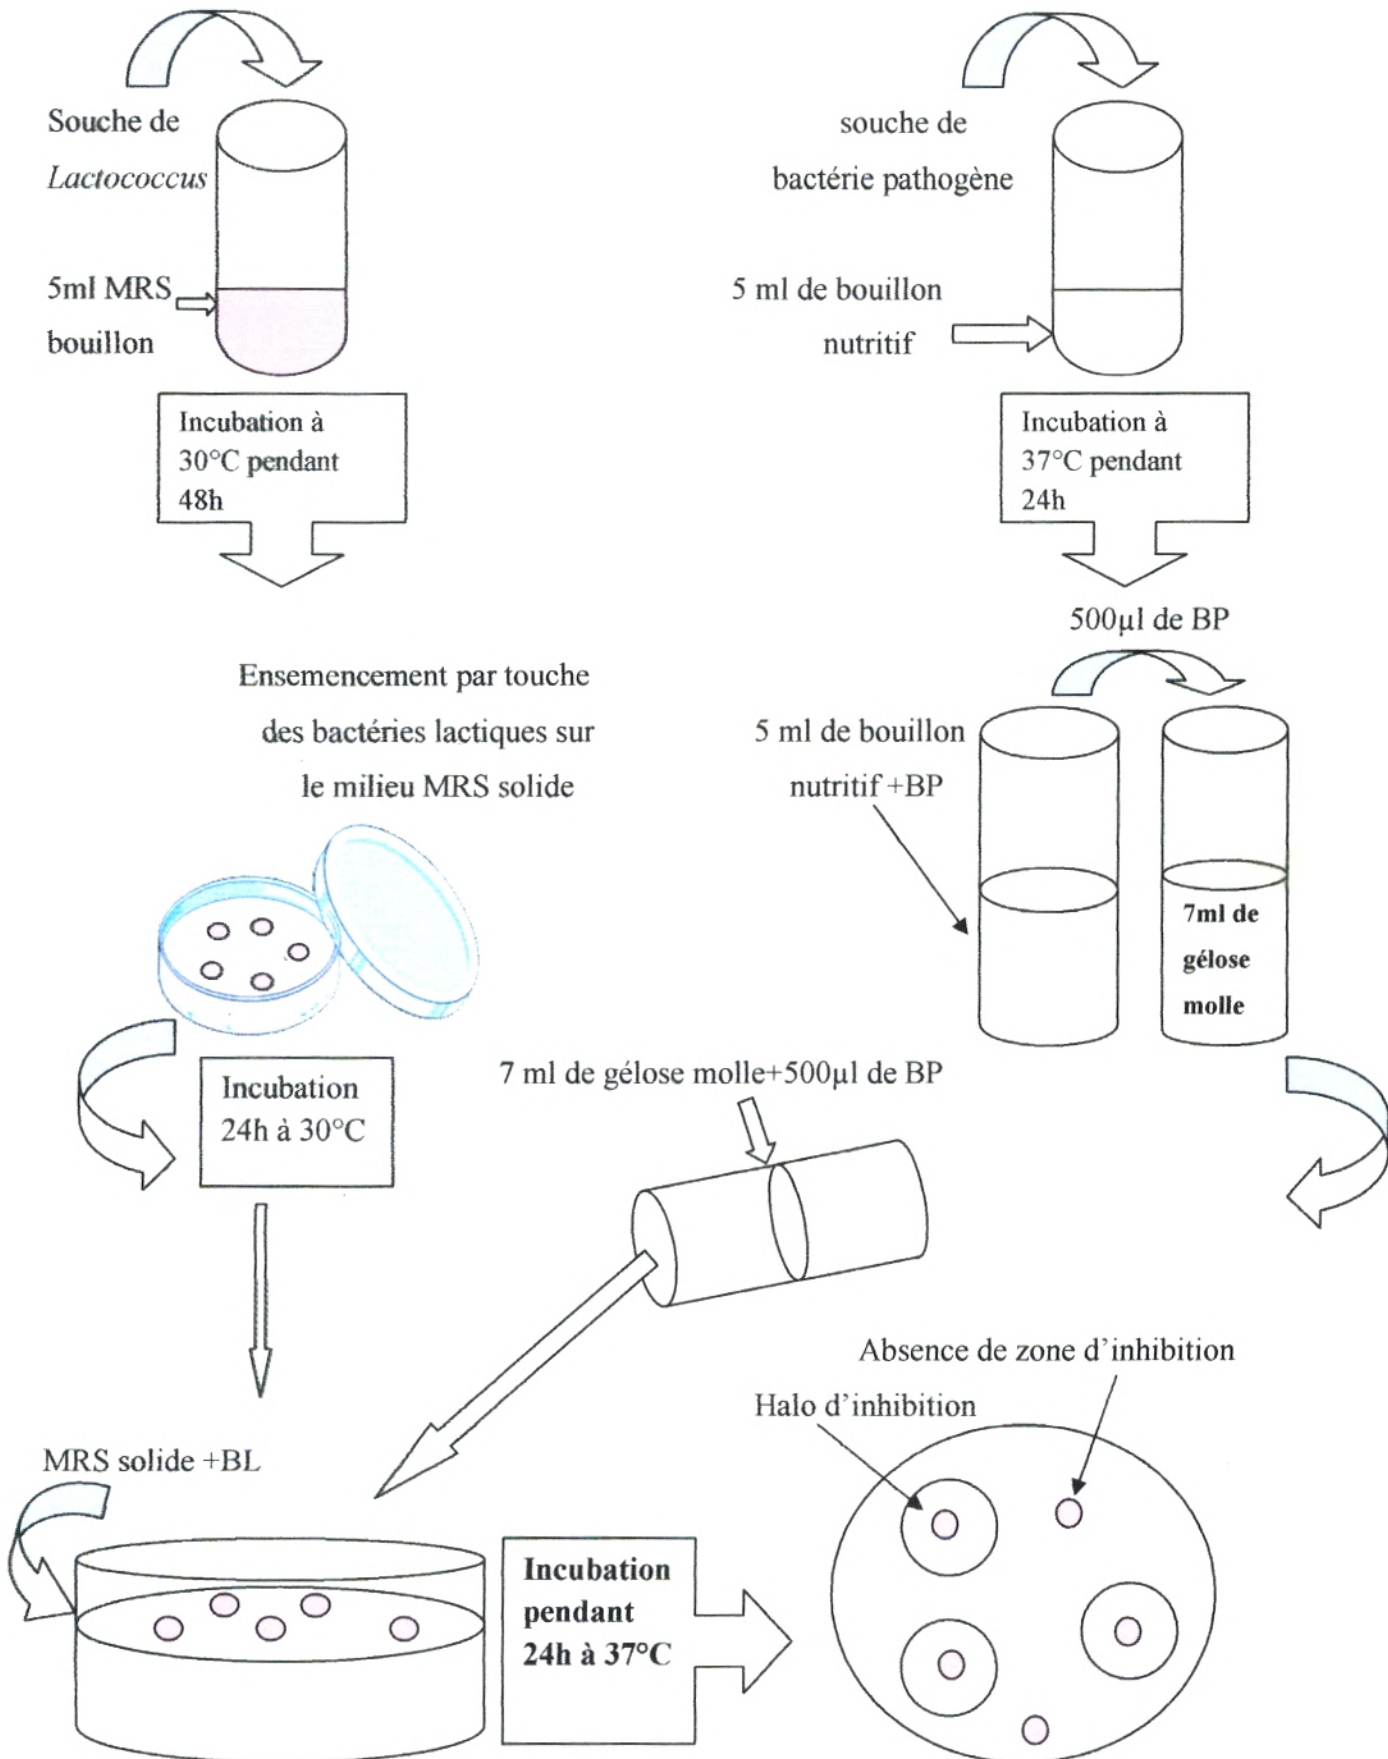 Souche de
Lactococcus
5ml MRS
bouillon
souche de
bactérie pathogène
5 ml de bouillon
nutritif
Incubation à
30°C pendant
48h
Incubation à
37°C pendant
24h
500µl de BP
Ensemencement par touche
des bactéries lactiques sur
le milieu MRS solide
5 ml de bouillon
nutritif +BP
7ml de
gélose
molle
Incubation
24h à 30°C
7 ml de gélose molle+500µl de BP
Absence de zone d'inhibition
Halo d'inhibition
MRS solide +BL
Incubation
pendant
24h à 37°C